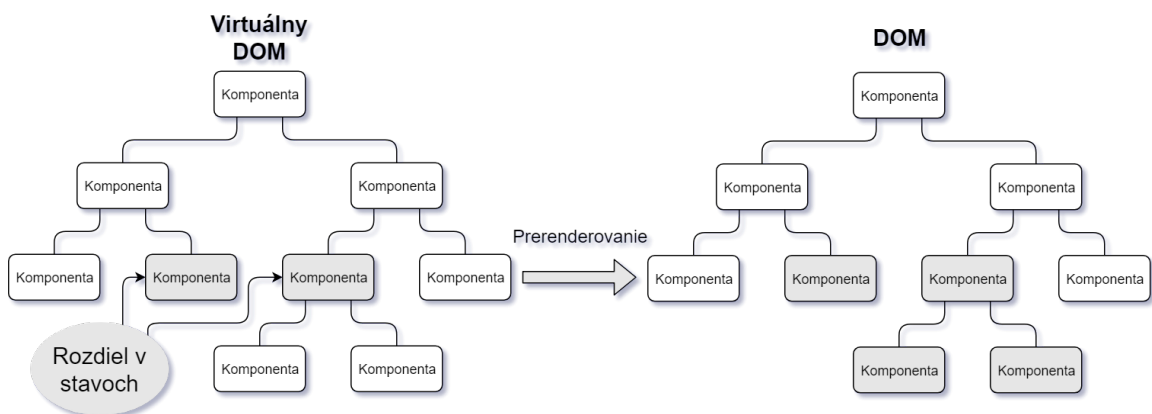 Virtuálny
DOM
Komponenta
Komponenta
Komponenta
Komponenta
Komponenta
Komponenta
Komponenta
Komponenta
Komponenta
Rozdiel v
stavoch
Prerenderovanie
DOM
Komponenta
Komponenta
Komponenta
Komponenta
Komponenta
Komponenta
Komponenta
Komponenta
Komponenta